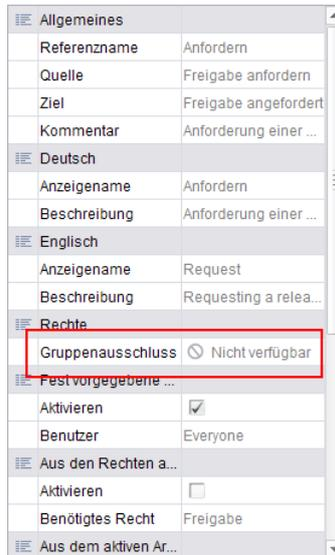 Allgemeines
Referenzname Anfordern
Quelle Freigabe anfordern
Ziel Freigabe angefordert
Kommentar Anforderung einer ...
Deutsch
Anzeigename Anfordern
Beschreibung Anforderung einer ...
Englisch
Anzeigename Request
Beschreibung Requesting a relea...
Rechte
Gruppenausschluss Nicht verfügbar
Fest vorgegebene ...
Aktivieren
Benutzer Everyone
Aus den Rechten a...
Aktivieren
Benötigtes Recht Freigabe
Aus dem aktiven Ar...